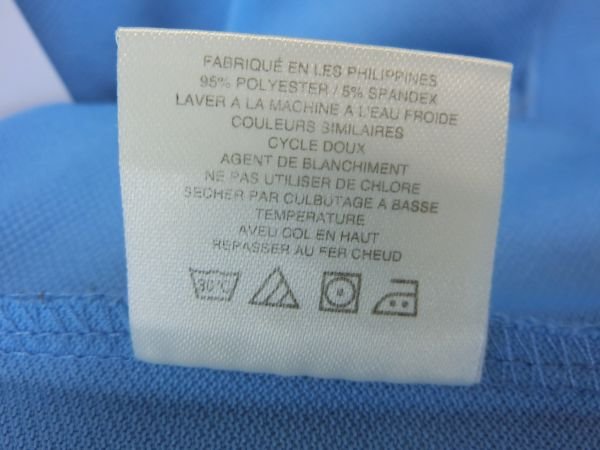 FABRIQUÉ EN LES PHILIPPINES
95% POLYESTER / 5% SPANDEX
LAVER A LA MACHINE A L'EAU FROIDE
COULEURS SIMILAIRES
CYCLE DOUX
AGENT DE BLANCHIMENT
NE PAS UTILISER DE CHLORE
SECHER PAR CULBUTAGE A BASSE
TEMPERATURE
AVEU COL EN HAUT
REPASSER AU FER CHEUD
30°C